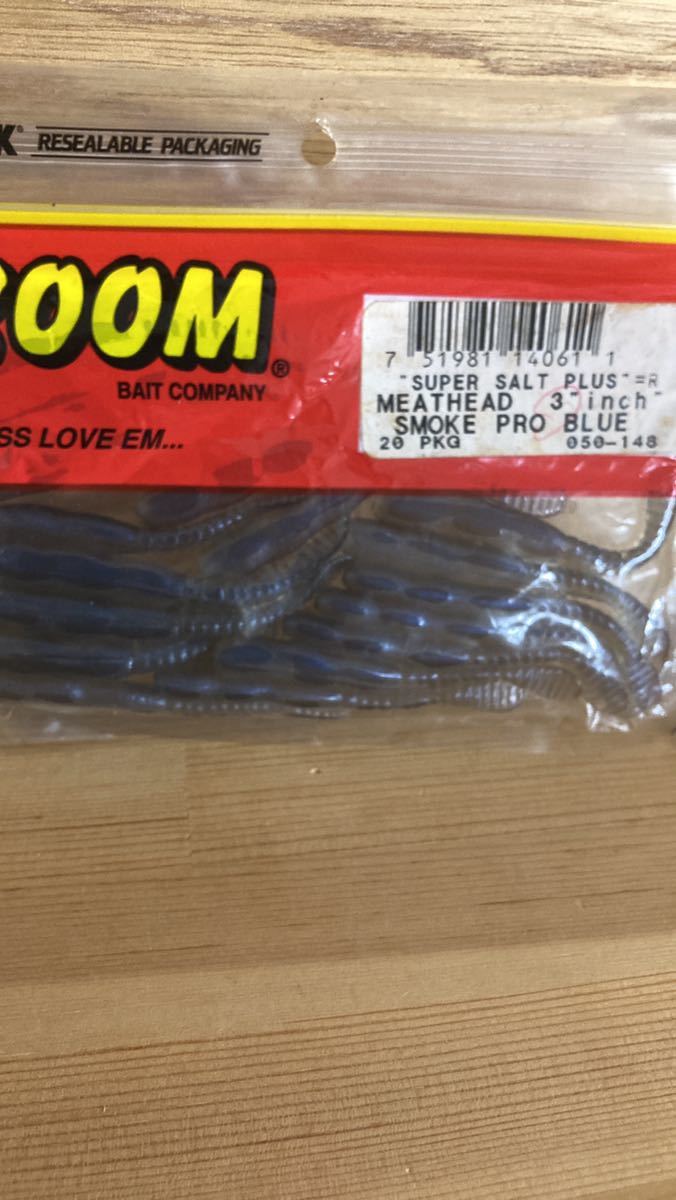 K® RESEALABLE PACKAGING
OOM®
BAIT COMPANY
SS LOVE EM...
7 51981 14061 1
"SUPER SALT PLUS"=R
MEATHEAD 3"inch"
SMOKE PRO BLUE
20 PKG 050-148